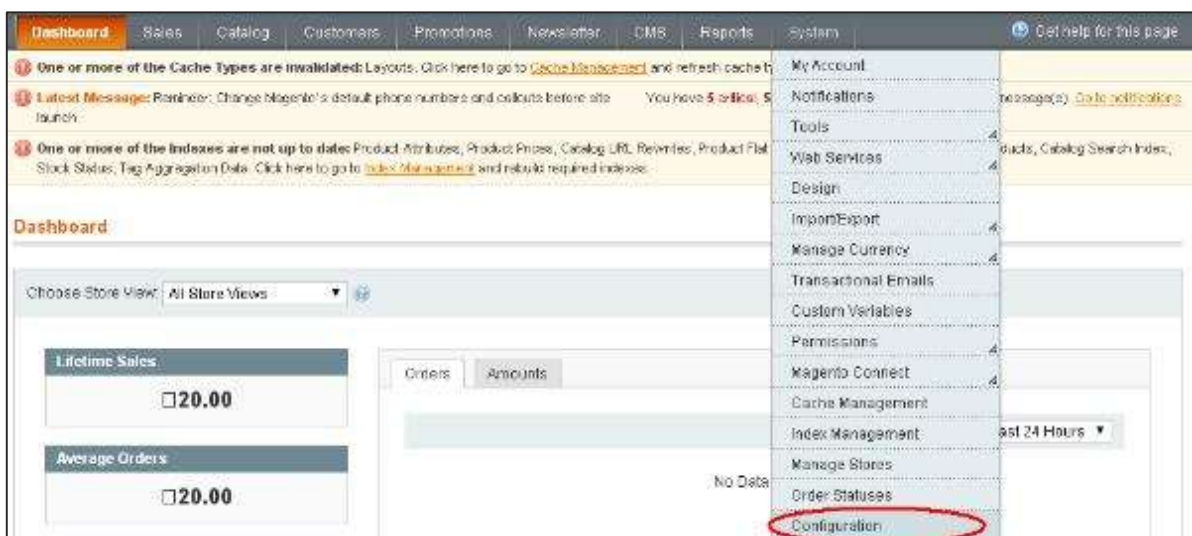 Dashboard Sales Catalog Customers Promotions Newsletter CMS Reports System Get help for this page
One or more of the Cache Types are invalidated: Layouts. Click here to go to Cache Management and refresh cache t
Latest Message: Reminder: Change Magento's default phone numbers and callouts before site launch
You have 5 critical, 5
message(s). Go to notifications
One or more of the Indexes are not up to date: Product Attributes, Product Prices, Catalog URL Rewrites, Product Flat
ducts, Catalog Search Index,
Stock Status, Tag Aggregation Data. Click here to go to Index Management and rebuild required indexes.
My Account
Notifications
Tools
Web Services
Design
Import/Export
Manage Currency
Transactional Emails
Custom Variables
Permissions
Magento Connect
Cache Management
Index Management
Manage Stores
Order Statuses
Configuration
Dashboard
Choose Store View: All Store Views
Lifetime Sales
□20.00
Average Orders
□20.00
Orders Amounts
ast 24 Hours
No Data